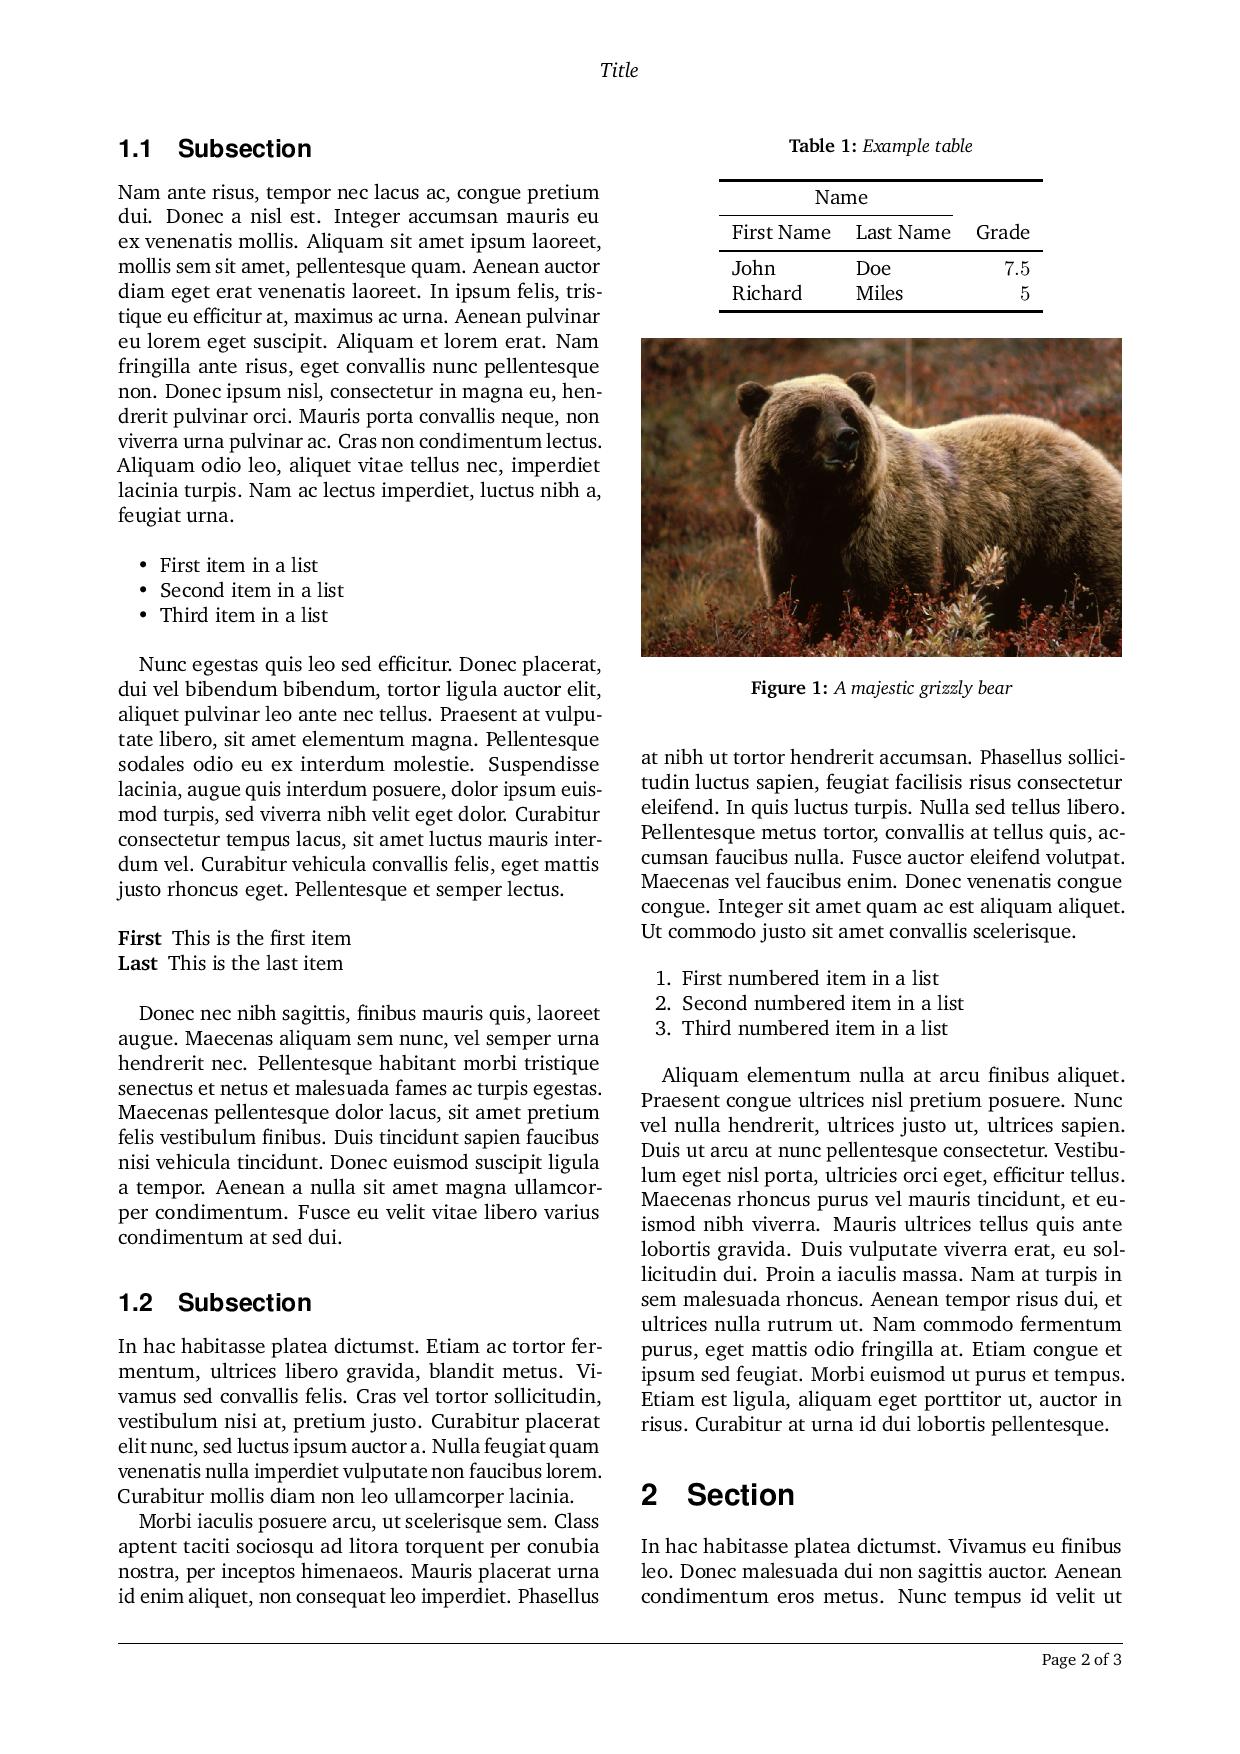 Title
1.1 Subsection
Nam ante risus, tempor nec lacus ac, congue pretium
dui. Donec a nisl est. Integer accumsan mauris eu
ex venenatis mollis. Aliquam sit amet ipsum laoreet,
mollis sem sit amet, pellentesque quam. Aenean auctor
diam eget erat venenatis laoreet. In ipsum felis, tris-
tique eu efficitur at, maximus ac urna. Aenean pulvinar
eu lorem eget suscipit. Aliquam et lorem erat. Nam
fringilla ante risus, eget convallis nunc pellentesque
non. Donec ipsum nisl, consectetur in magna eu, hen-
drerit pulvinar orci. Mauris porta convallis neque, non
viverra urna pulvinar ac. Cras non condimentum lectus.
Aliquam odio leo, aliquet vitae tellus nec, imperdiet
lacinia turpis. Nam ac lectus imperdiet, luctus nibh a,
feugiat urna.
• First item in a list
• Second item in a list
• Third item in a list
Nunc egestas quis leo sed efficitur. Donec placerat,
dui vel bibendum bibendum, tortor ligula auctor elit,
aliquet pulvinar leo ante nec tellus. Praesent at vulpu-
tate libero, sit amet elementum magna. Pellentesque
sodales odio eu ex interdum molestie. Suspendisse
lacinia, augue quis interdum posuere, dolor ipsum euis-
mod turpis, sed viverra nibh velit eget dolor. Curabitur
consectetur tempus lacus, sit amet luctus mauris inter-
dum vel. Curabitur vehicula convallis felis, eget mattis
justo rhoncus eget. Pellentesque et semper lectus.
First This is the first item
Last This is the last item
Donec nec nibh sagittis, finibus mauris quis, laoreet
augue. Maecenas aliquam sem nunc, vel semper urna
hendrerit nec. Pellentesque habitant morbi tristique
senectus et netus et malesuada fames ac turpis egestas.
Maecenas pellentesque dolor lacus, sit amet pretium
felis vestibulum finibus. Duis tincidunt sapien faucibus
nisi vehicula tincidunt. Donec euismod suscipit ligula
a tempor. Aenean a nulla sit amet magna ullamcor-
per condimentum. Fusce eu velit vitae libero varius
condimentum at sed dui.
1.2 Subsection
In hac habitasse platea dictumst. Etiam ac tortor fer-
mentum, ultrices libero gravida, blandit metus. Vi-
vamus sed convallis felis. Cras vel tortor sollicitudin,
vestibulum nisi at, pretium justo. Curabitur placerat
elit nunc, sed luctus ipsum auctor a. Nulla feugiat quam
venenatis nulla imperdiet vulputate non faucibus lorem.
Curabitur mollis diam non leo ullamcorper lacinia.
Morbi iaculis posuere arcu, ut scelerisque sem. Class
aptent taciti sociosqu ad litora torquent per conubia
nostra, per inceptos himenaeos. Mauris placerat urna
id enim aliquet, non consequat leo imperdiet. Phasellus
Table 1: Example table
Name
First Name Last Name Grade
John Doe 7.5
Richard Miles 5
Figure 1: A majestic grizzly bear
at nibh ut tortor hendrerit accumsan. Phasellus sollici-
tudin luctus sapien, feugiat facilisis risus consectetur
eleifend. In quis luctus turpis. Nulla sed tellus libero.
Pellentesque metus tortor, convallis at tellus quis, ac-
cumsan faucibus nulla. Fusce auctor eleifend volutpat.
Maecenas vel faucibus enim. Donec venenatis congue
congue. Integer sit amet quam ac est aliquam aliquet.
Ut commodo justo sit amet convallis scelerisque.
1. First numbered item in a list
2. Second numbered item in a list
3. Third numbered item in a list
Aliquam elementum nulla at arcu finibus aliquet.
Praesent congue ultrices nisl pretium posuere. Nunc
vel nulla hendrerit, ultrices justo ut, ultrices sapien.
Duis ut arcu at nunc pellentesque consectetur. Vestibu-
lum eget nisl porta, ultricies orci eget, efficitur tellus.
Maecenas rhoncus purus vel mauris tincidunt, et eu-
ismod nibh viverra. Mauris ultrices tellus quis ante
lobortis gravida. Duis vulputate viverra erat, eu sol-
licitudin dui. Proin a iaculis massa. Nam at turpis in
sem malesuada rhoncus. Aenean tempor risus dui, et
ultrices nulla rutrum ut. Nam commodo fermentum
purus, eget mattis odio fringilla at. Etiam congue et
ipsum sed feugiat. Morbi euismod ut purus et tempus.
Etiam est ligula, aliquam eget porttitor ut, auctor in
risus. Curabitur at urna id dui lobortis pellentesque.
2 Section
In hac habitasse platea dictumst. Vivamus eu finibus
leo. Donec malesuada dui non sagittis auctor. Aenean
condimentum eros metus. Nunc tempus id velit ut
Page 2 of 3